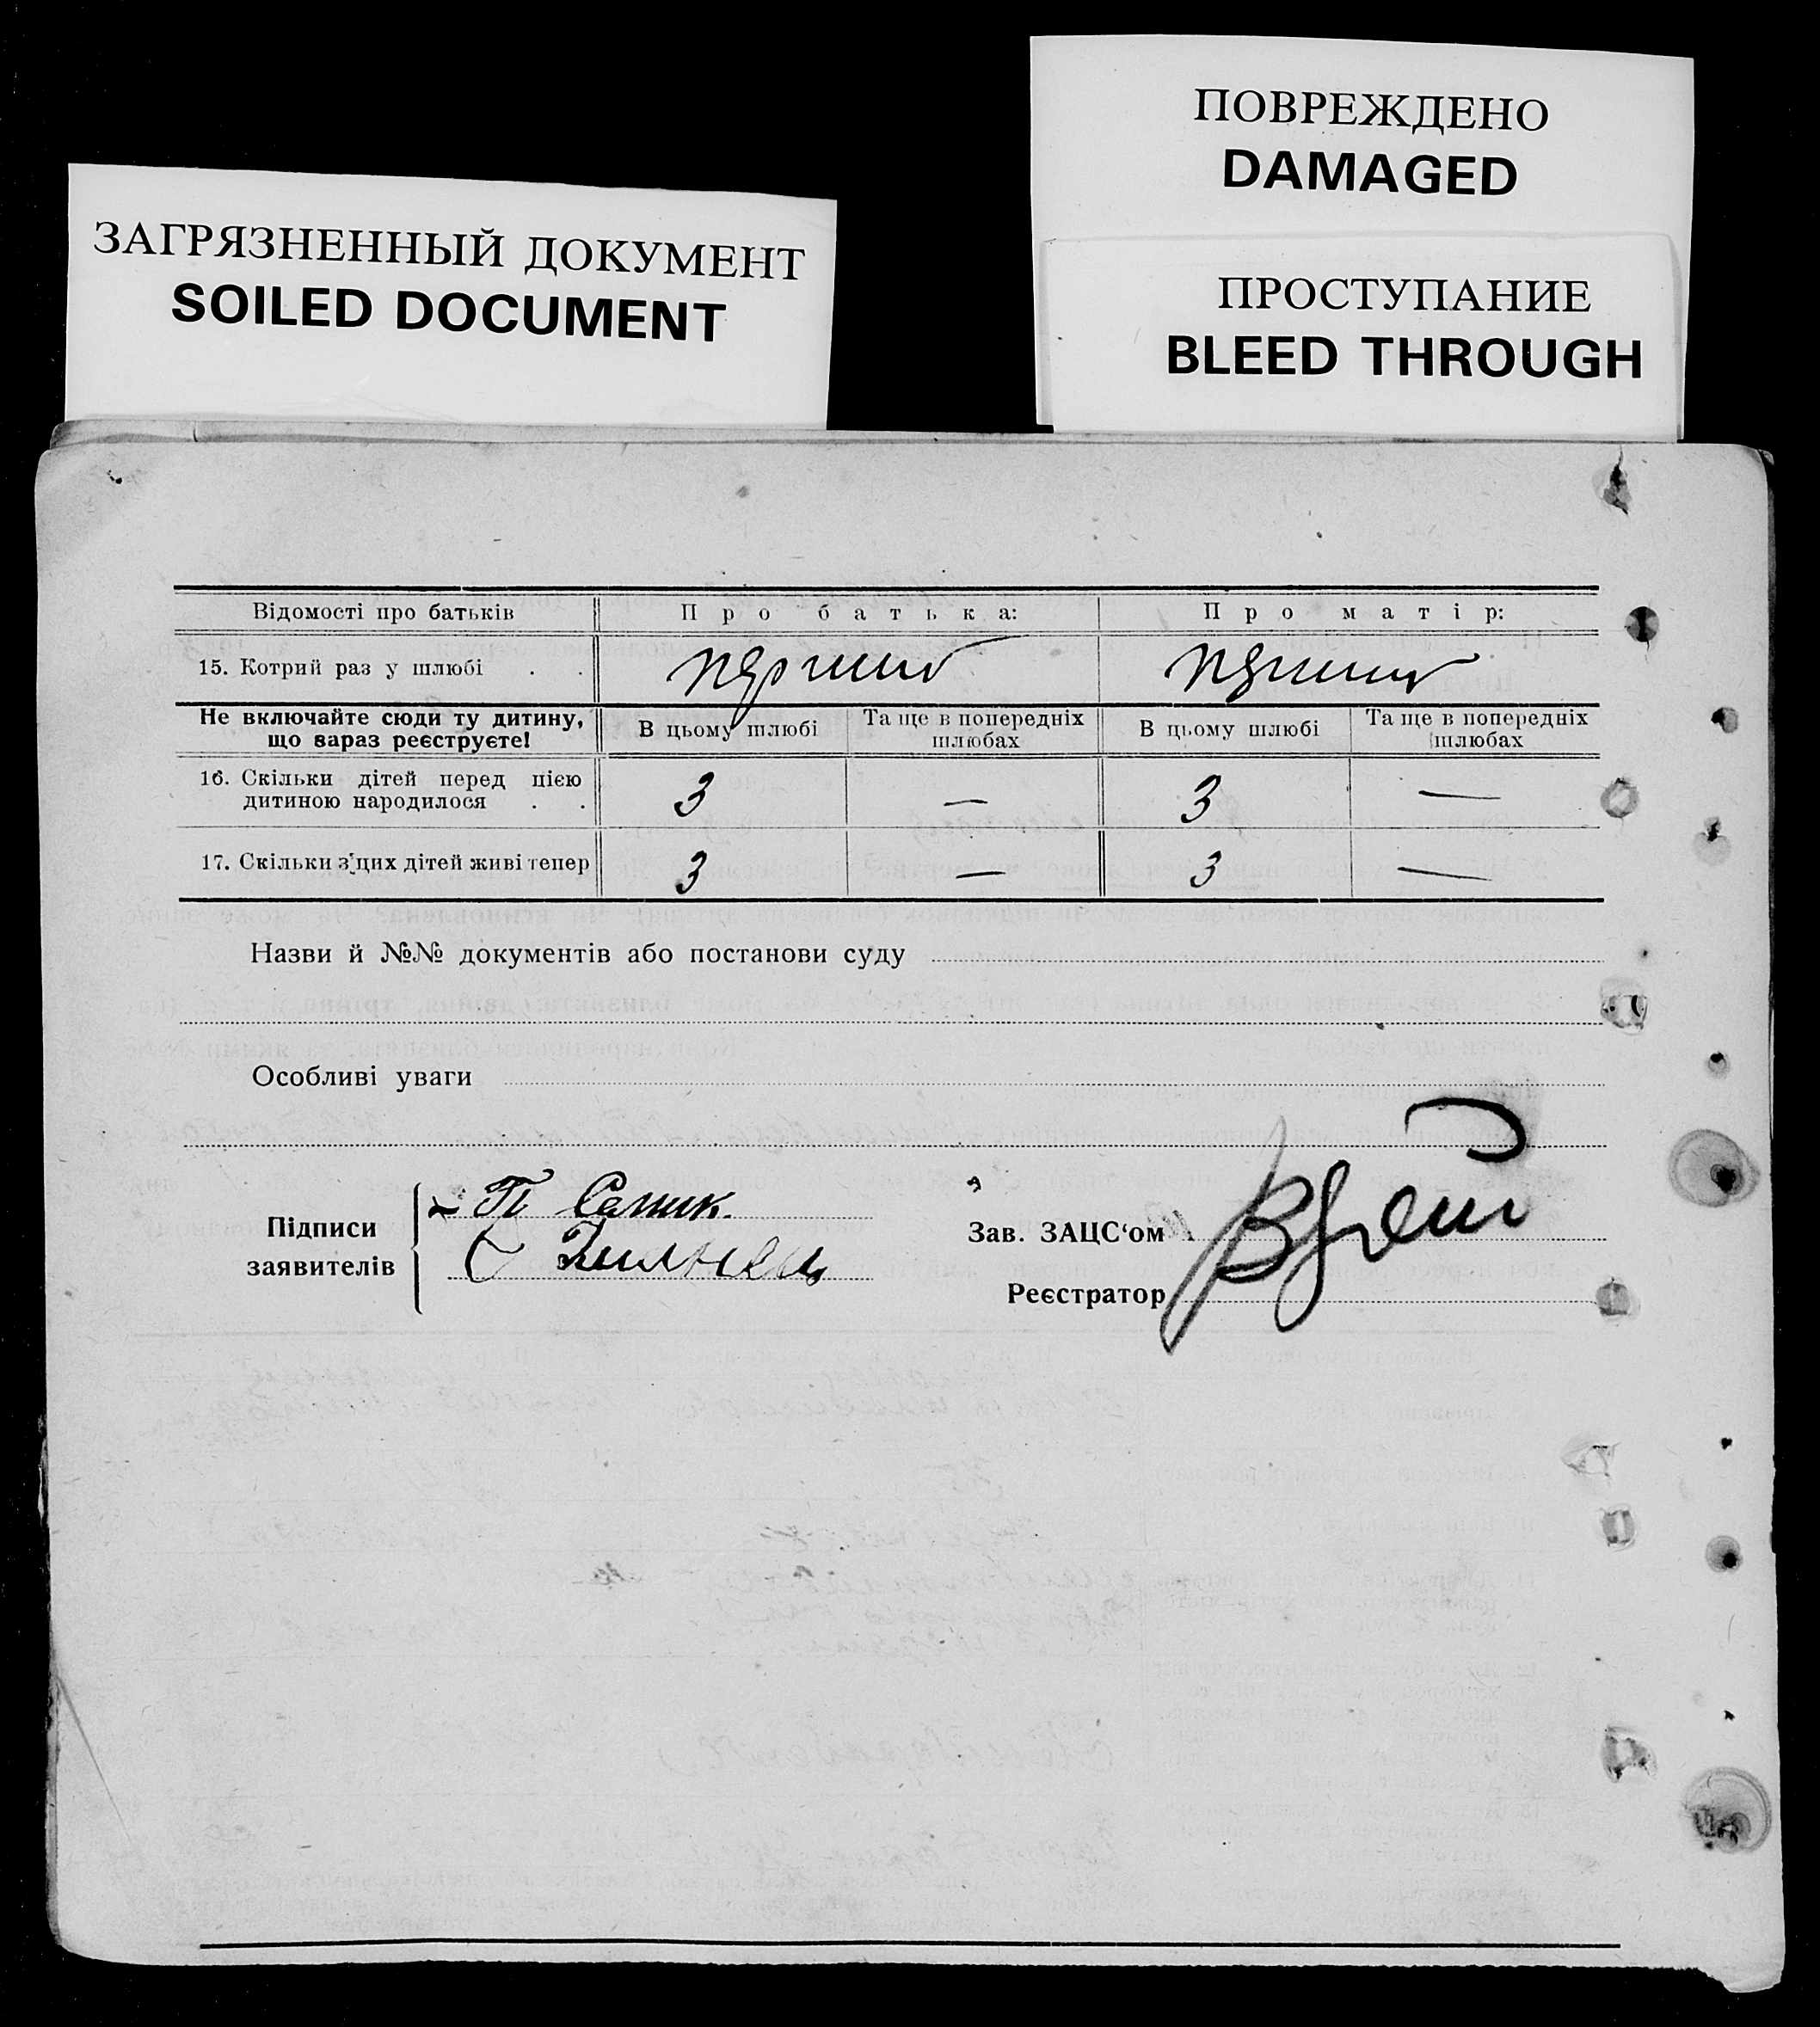 ПОВРЕЖДЕНО
DAMAGED
ЗАГРЯЗНЕННЫЙ ДОКУМЕНТ
SOILED DOCUMENT
ПРОСТУПАНИЕ
BLEED THROUGH
Відомості про батьків Про батька: Про матір:
15. Котрий раз у шлюбі . . перший перший
Не включайте сюди ту дитину, що вараз реєструєте! В цьому шлюбі Та ще в попередніх шлюбах В цьому шлюбі Та ще в попередніх шлюбах
16. Скільки дітей перед цією
дитиною народилося . . 3 — 3 —
17. Скільки з цих дітей живі тепер 3 — 3 —
Назви й №№ документів або постанови суду
Особливі уваги
Підписи
заявителів
П
Зав. ЗАЦС‘ом
Реєстратор